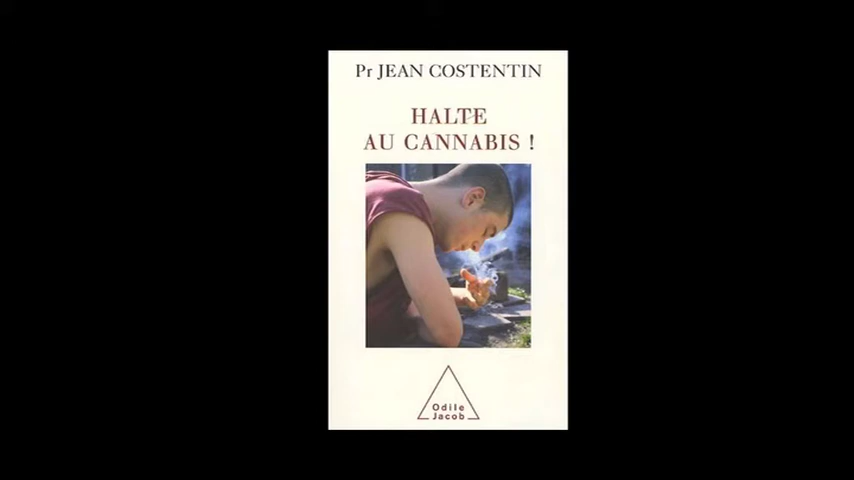 Pr JEAN COSTENTIN
HALTE
AU CANNABIS !
Odile
Jacob